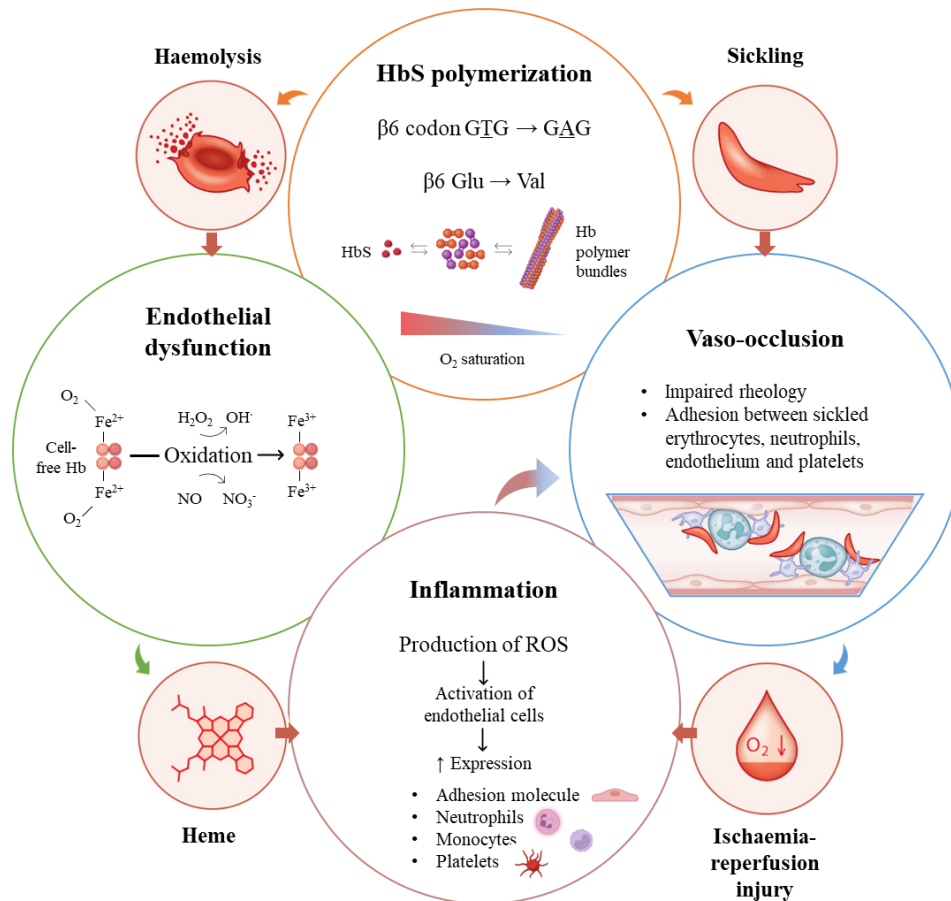 Haemolysis
HbS polymerization
Sickling
β6 codon GTG → GAG
β6 Glu → Val
HbS
Hb
polymer
bundles
O₂ saturation
Endothelial
dysfunction
O₂
Fe²⁺
Cell-
free Hb
Fe²⁺
O₂
H₂O₂ OH·
Oxidation
NO NO₃⁻
Fe³⁺
Fe³⁺
Vaso-occlusion
• Impaired rheology
• Adhesion between sickled
erythrocytes, neutrophils,
endothelium and platelets
Inflammation
Production of ROS
↓
Activation of
endothelial cells
↓
↑ Expression
• Adhesion molecule
• Neutrophils
• Monocytes
• Platelets
Heme
O₂ ↓
Ischaemia-
reperfusion
injury